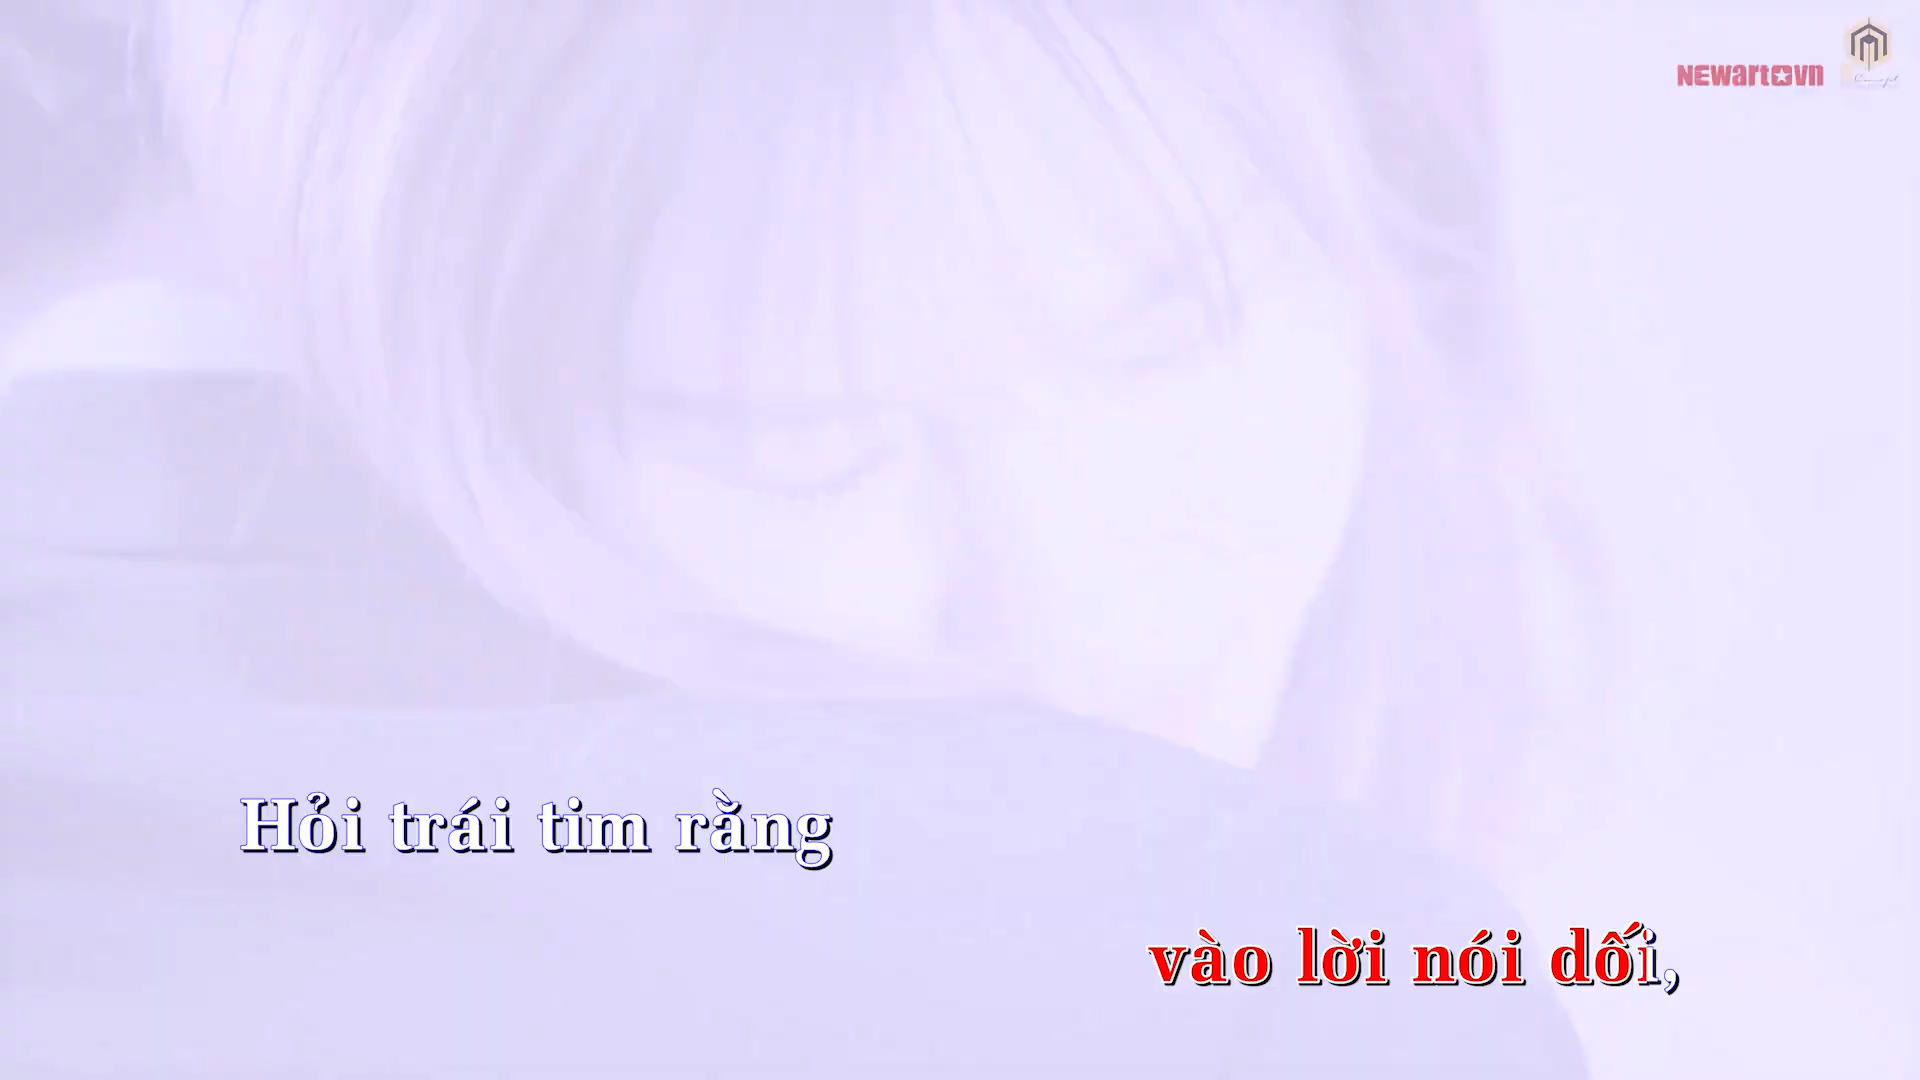 NEWartvn
Hỏi trái tim rằng
vào lời nói dối,